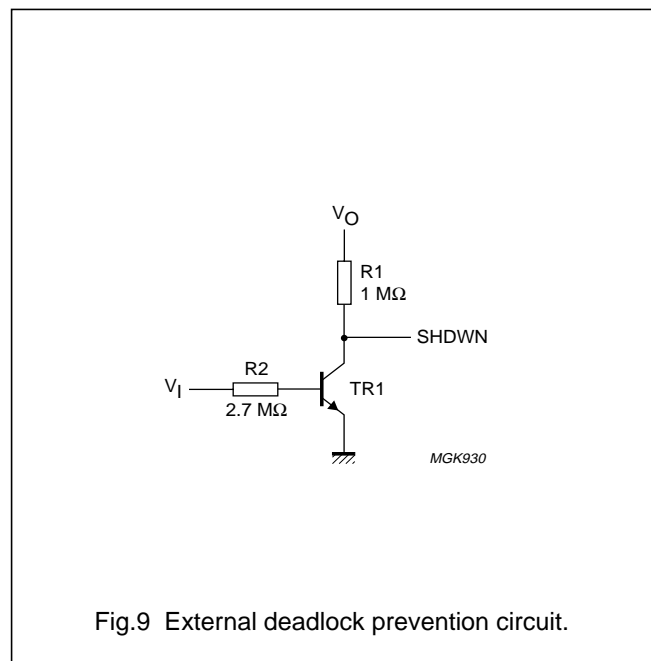 VO
R1
1 MΩ
SHDWN
R2
VI
TR1
2.7 MΩ
MGK930
Fig.9 External deadlock prevention circuit.